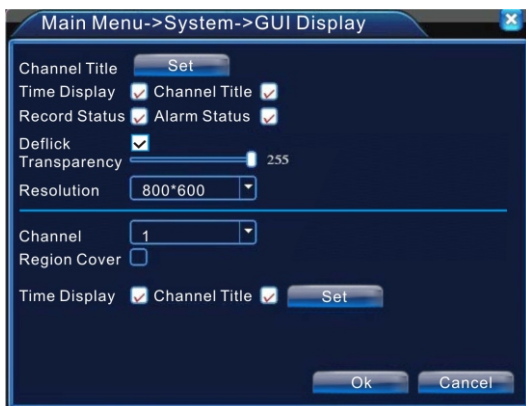 Main Menu->System->GUI Display
Channel Title Set
Time Display Channel Title
Record Status Alarm Status
Deflick
Transparency 255
Resolution 800*600
Channel 1
Region Cover
Time Display Channel Title Set
Ok Cancel